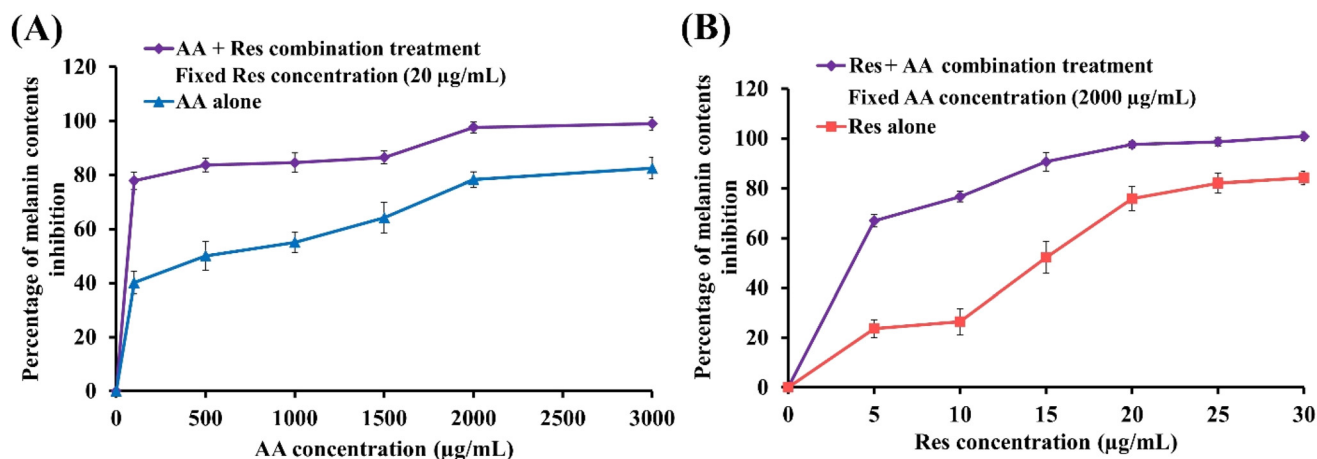 (A)
AA + Res combination treatment
Fixed Res concentration (20 µg/mL)
AA alone
Percentage of melanin contents
inhibition
120
100
80
60
40
20
0
0 500 1000 1500 2000 2500 3000
AA concentration (µg/mL)
(B)
Res + AA combination treatment
Fixed AA concentration (2000 µg/mL)
Res alone
Percentage of melanin contents
inhibition
120
100
80
60
40
20
0
0 5 10 15 20 25 30
Res concentration (µg/mL)